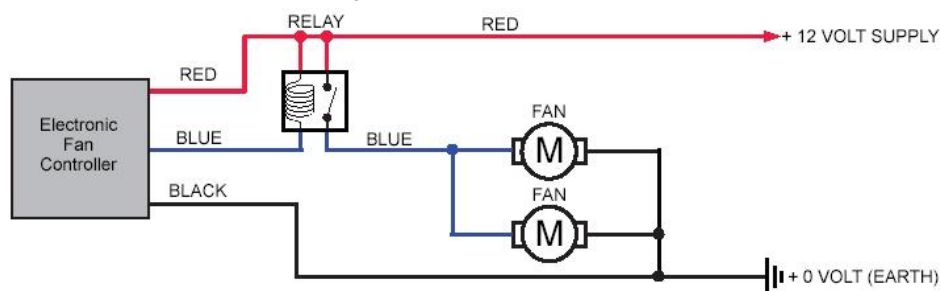 RELAY
RED
+ 12 VOLT SUPPLY
RED
Electronic
Fan
Controller
BLUE
BLUE
FAN
M
BLACK
FAN
M
+ 0 VOLT (EARTH)